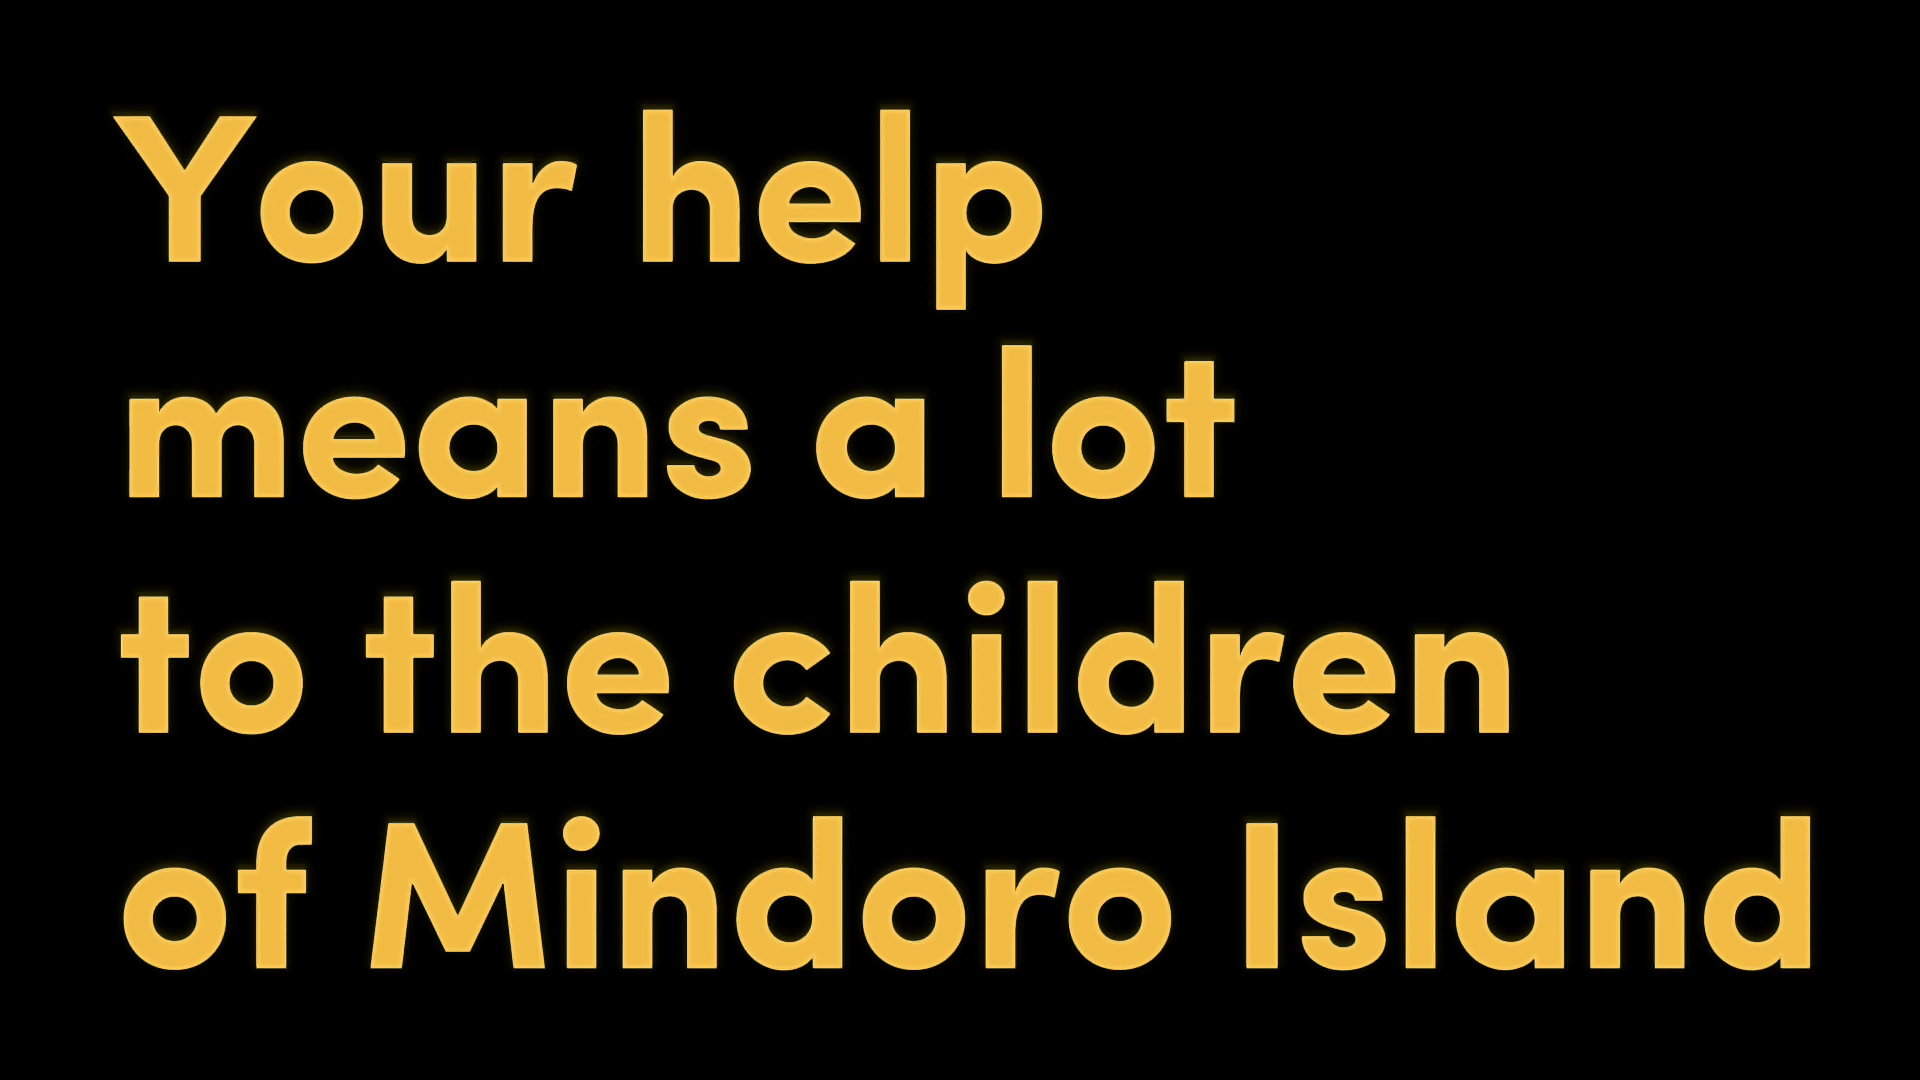 Your help
means a lot
to the children
of Mindoro Island